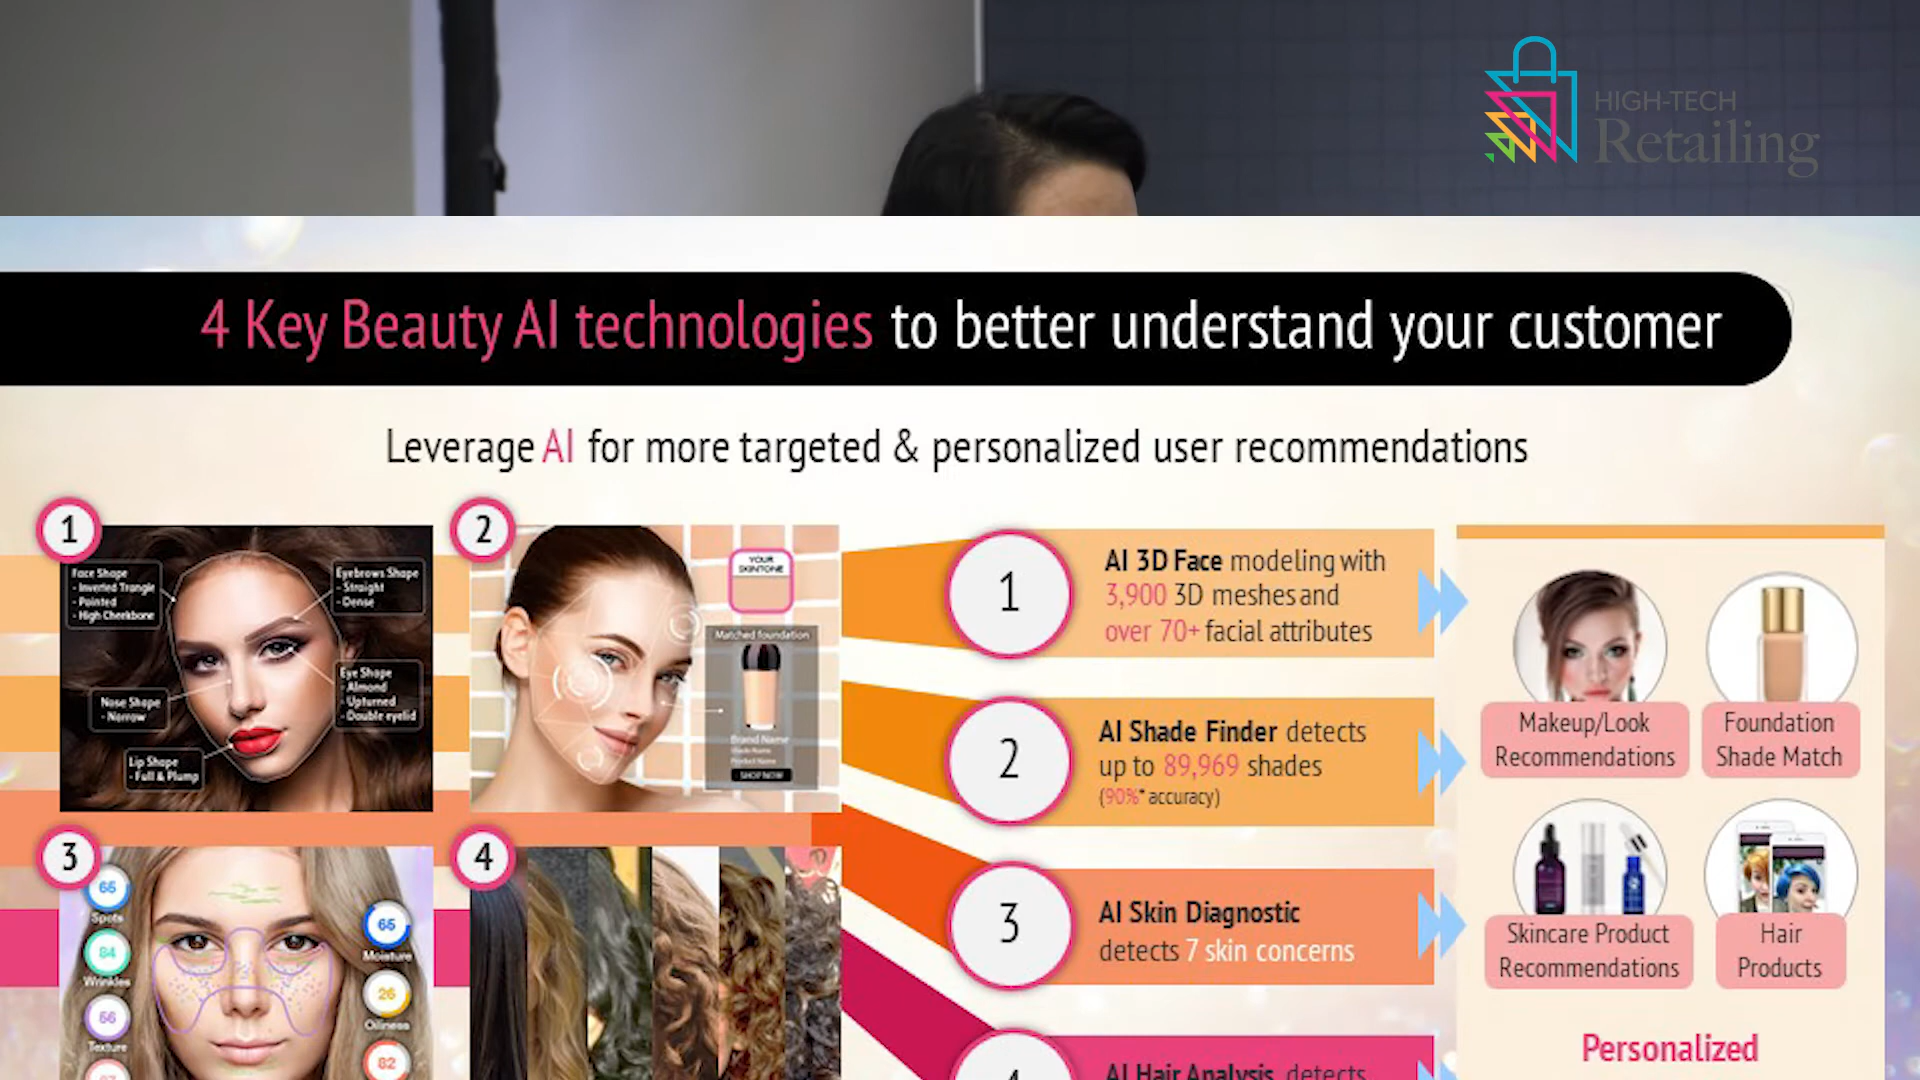 HIGH-TECH
Retailing
4 Key Beauty AI technologies to better understand your customer
Leverage AI for more targeted & personalized user recommendations
1
Face Shape
- Inverted Triangle
- Pointed
- High Cheekbone
Eyebrows Shape
- Straight
- Dense
Eye Shape
- Almond
- Upturned
- Double eyelid
Nose Shape
- Narrow
Lip Shape
- Full & Plump
2
YOUR
SKINTONE
Matched foundation
Brand Name
Shade Name
Product Name
SHOP NOW
3
66
Spots
84
Wrinkles
56
Texture
65
Moisture
26
Oiliness
82
4
1
AI 3D Face modeling with
3,900 3D meshes and
over 70+ facial attributes
2
AI Shade Finder detects
up to 89,969 shades
(90%* accuracy)
3
AI Skin Diagnostic
detects 7 skin concerns
4
AI Hair Analysis detects
Makeup/Look
Recommendations
Foundation
Shade Match
Skincare Product
Recommendations
Hair
Products
Personalized